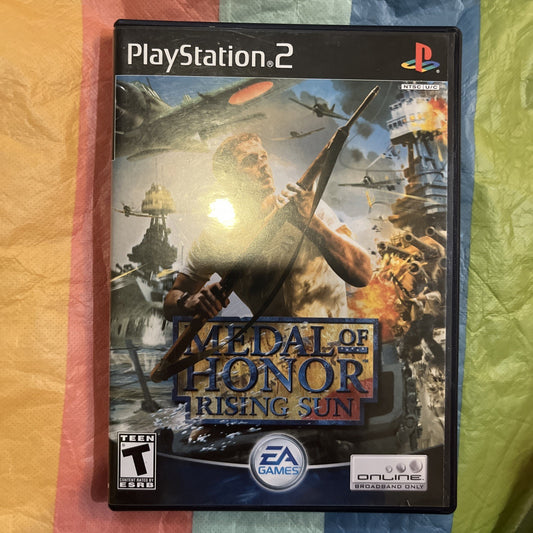 PlayStation®2
NTSC U/C
MEDAL OF
HONOR
RISING SUN
TEEN
T
CONTENT RATED BY
ESRB
EA
GAMES
ONLINE
BROADBAND ONLY